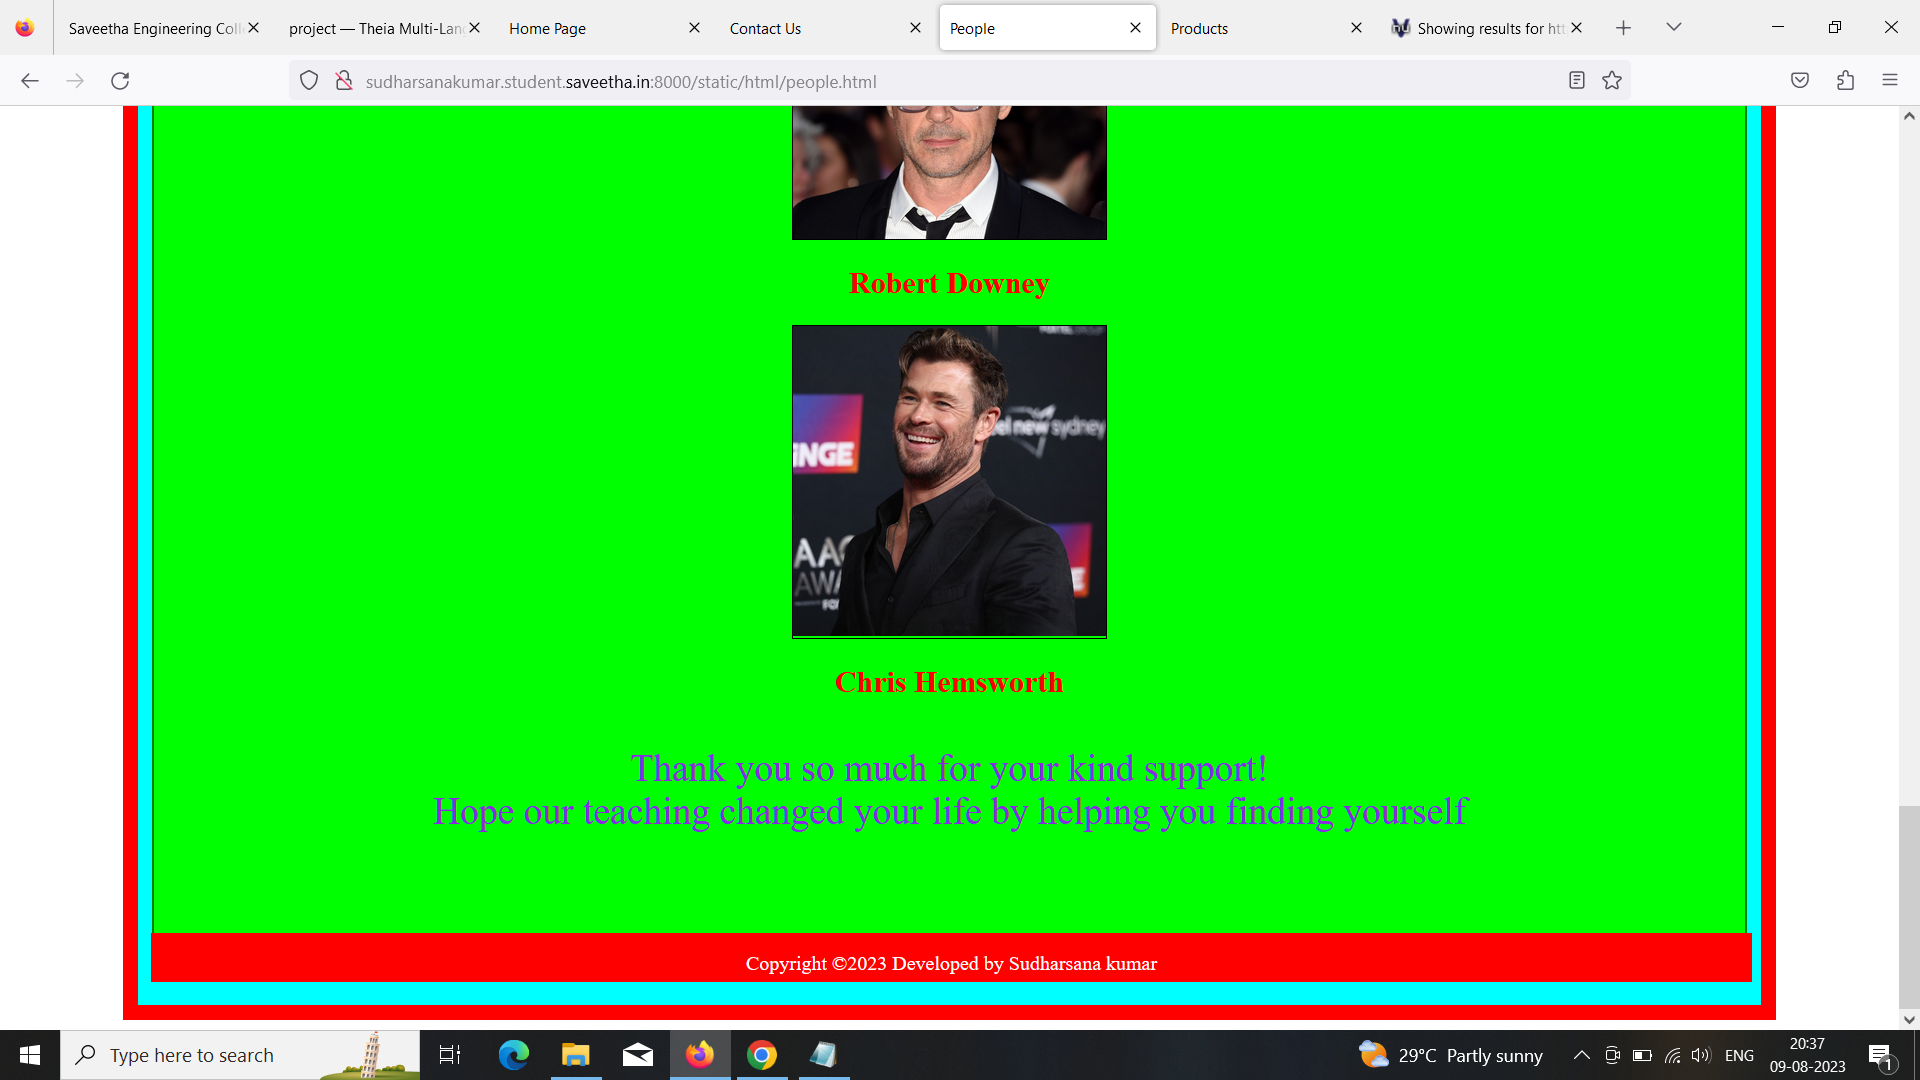 Saveetha Engineering Coll
project — Theia Multi-Lang
Home Page
Contact Us
People
Products
Showing results for htt
sudharsanakumar.student.saveetha.in:8000/static/html/people.html
Robert Downey
INGE
el new sydney
AAC
AWA
Chris Hemsworth
Thank you so much for your kind support!
Hope our teaching changed your life by helping you finding yourself
Copyright ©2023 Developed by Sudharsana kumar
Type here to search
29°C Partly sunny
ENG
20:37
09-08-2023
1